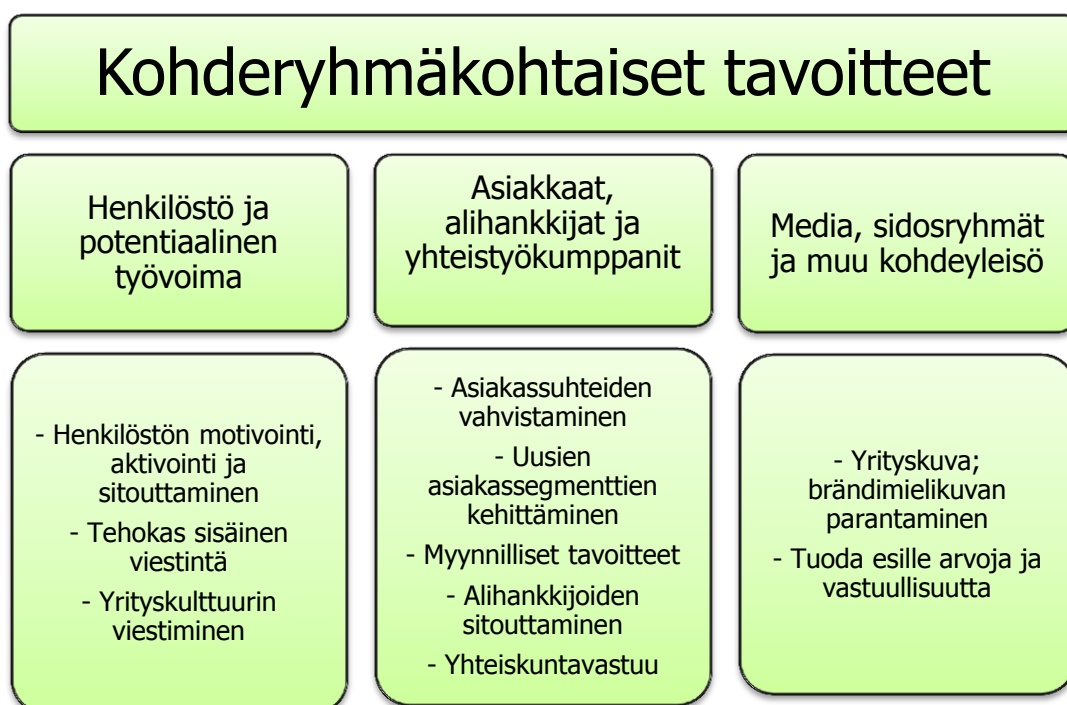 Kohderyhmäkohtaiset tavoitteet
Henkilöstö ja
potentiaalinen
työvoima
Asiakkaat,
alihankkijat ja
yhteistyökumppanit
Media, sidosryhmät
ja muu kohdeyleisö
- Henkilöstön motivointi,
aktivointi ja
sitouttaminen
- Tehokas sisäinen
viestintä
- Yrityskulttuurin
viestiminen
- Asiakassuhteiden
vahvistaminen
- Uusien
asiakassegmenttien
kehittäminen
- Myynnilliset tavoitteet
- Alihankkijoiden
sitouttaminen
- Yhteiskuntavastuu
- Yrityskuva;
brändimielikuvan
parantaminen
- Tuoda esille arvoja ja
vastuullisuutta